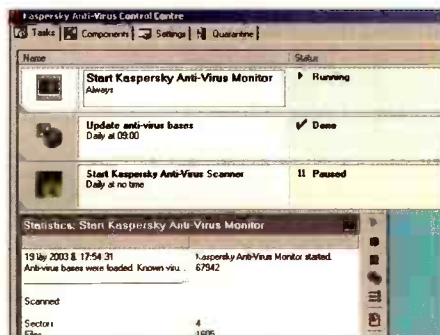 Kaspersky Anti-Virus Control Centre
Tasks Components Settings Quarantine
Name Status
Start Kaspersky Anti-Virus Monitor Running
Always
Update anti-virus bases Done
Daily at 09:00
Start Kaspersky Anti-Virus Scanner Paused
Daily at no time
Statistics: Start Kaspersky Anti-Virus Monitor
2003 17:54:31 Kaspersky Anti-Virus Monitor started.
Anti-virus bases were loaded. Known viru... 67942
Scanned
Sectors 4
Files 1605